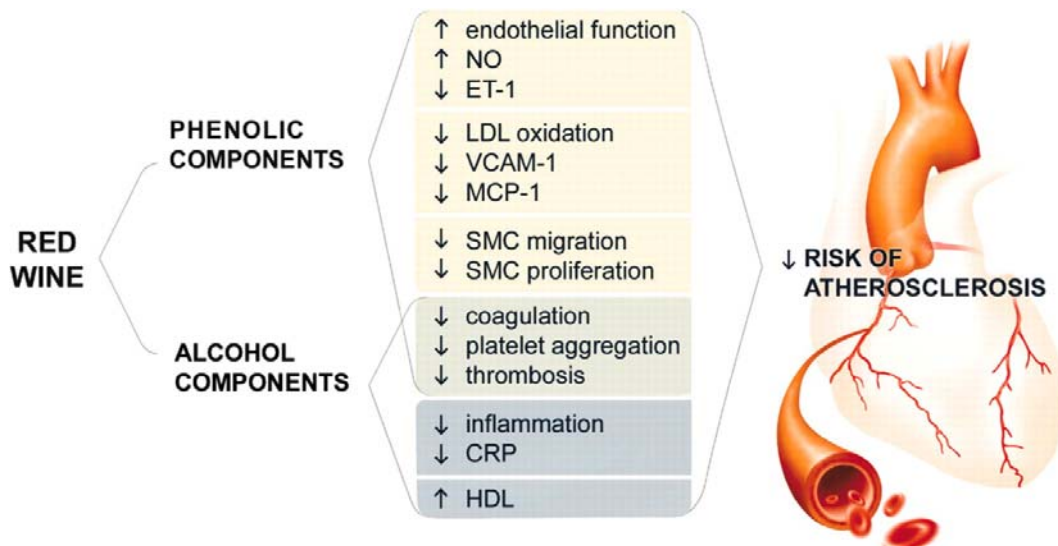 RED
WINE
PHENOLIC
COMPONENTS
ALCOHOL
COMPONENTS
↑ endothelial function
↑ NO
↓ ET-1
↓ LDL oxidation
↓ VCAM-1
↓ MCP-1
↓ SMC migration
↓ SMC proliferation
↓ coagulation
↓ platelet aggregation
↓ thrombosis
↓ inflammation
↓ CRP
↑ HDL
↓ RISK OF
ATHEROSCLEROSIS